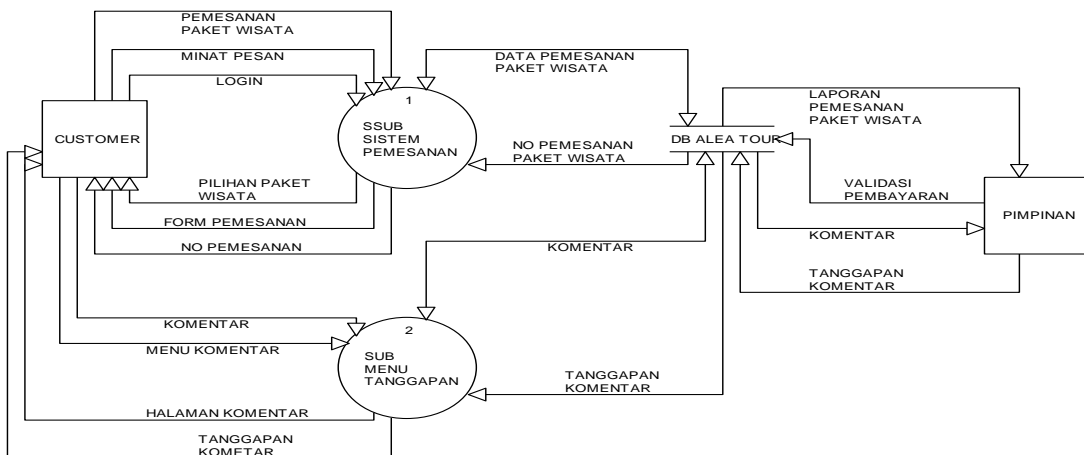 PEMESANAN
PAKET WISATA
MINAT PESAN
LOGIN
CUSTOMER
1
SSUB
SISTEM
PEMESANAN
DATA PEMESANAN
PAKET WISATA
NO PEMESANAN
PAKET WISATA
DB ALEA TOUR
LAPORAN
PEMESANAN
PAKET WISATA
VALIDASI
PEMBAYARAN
PIMPINAN
KOMENTAR
TANGGAPAN
KOMENTAR
PILIHAN PAKET
WISATA
FORM PEMESANAN
NO PEMESANAN
KOMENTAR
KOMENTAR
MENU KOMENTAR
2
SUB
MENU
TANGGAPAN
TANGGAPAN
KOMENTAR
HALAMAN KOMENTAR
TANGGAPAN
KOMETAR